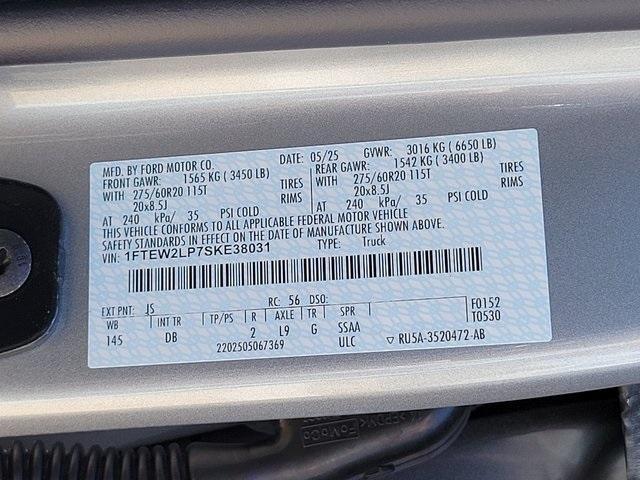 MFD. BY FORD MOTOR CO. DATE: 05/25 GVWR: 3016 KG ( 6650 LB)
FRONT GAWR: 1565 KG ( 3450 LB) REAR GAWR: 1542 KG ( 3400 LB)
WITH 275/60R20 115T TIRES WITH 275/60R20 115T TIRES
20x8.5J RIMS 20x8.5J RIMS
AT 240 kPa/ 35 PSI COLD AT 240 kPa/ 35 PSI COLD
THIS VEHICLE CONFORMS TO ALL APPLICABLE FEDERAL MOTOR VEHICLE
SAFETY STANDARDS IN EFFECT ON THE DATE OF MANUFACTURE SHOWN ABOVE.
VIN: 1FTEW2LP7SKE38031 TYPE: Truck
EXT PNT: JS RC: 56 DSO: F0152
WB INT TR TP/PS R AXLE TR SPR T0530
145 DB 2 L9 G SSAA
2202505067369 ULC RU5A-3520472-AB
FoMoCo